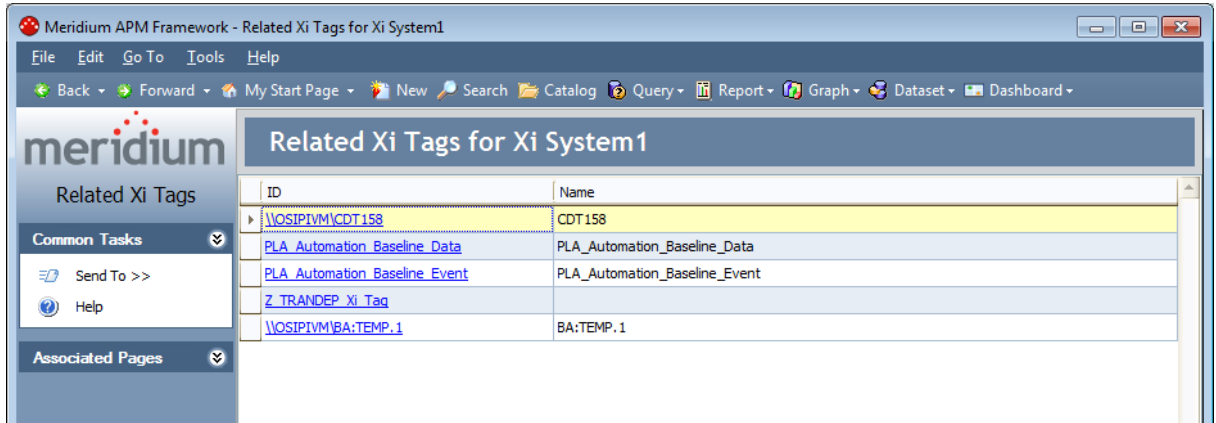 Meridium APM Framework - Related Xi Tags for Xi System1
File Edit Go To Tools Help
Back Forward My Start Page New Search Catalog Query Report Graph Dataset Dashboard
meridium
Related Xi Tags for Xi System1
Related Xi Tags
ID Name
\\OSIPIVM\CDT158 CDT158
Common Tasks
PLA_Automation_Baseline_Data PLA_Automation_Baseline_Data
Send To >>
PLA_Automation_Baseline_Event PLA_Automation_Baseline_Event
Help
Z_TRANDEP_Xi_Tag
\\OSIPIVM\BA:TEMP.1 BA:TEMP.1
Associated Pages